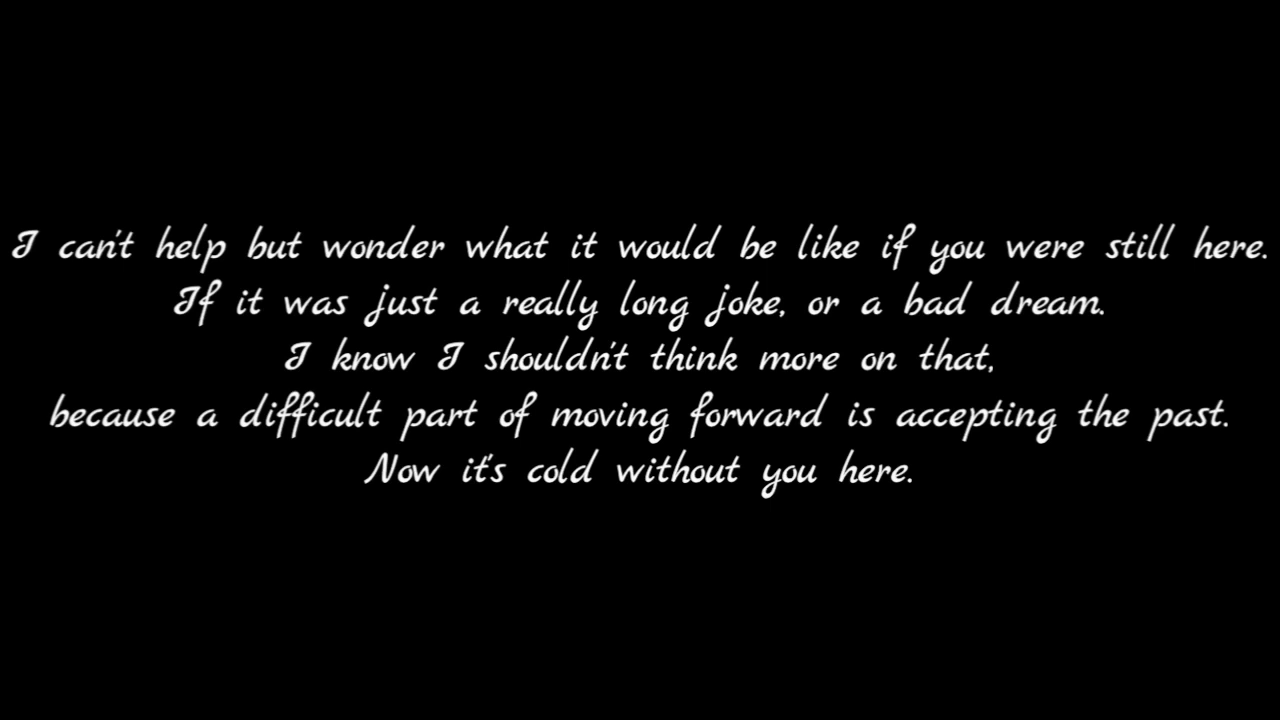 I can't help but wonder what it would be like if you were still here.
If it was just a really long joke, or a bad dream.
I know I shouldn't think more on that,
because a difficult part of moving forward is accepting the past.
Now it's cold without you here.